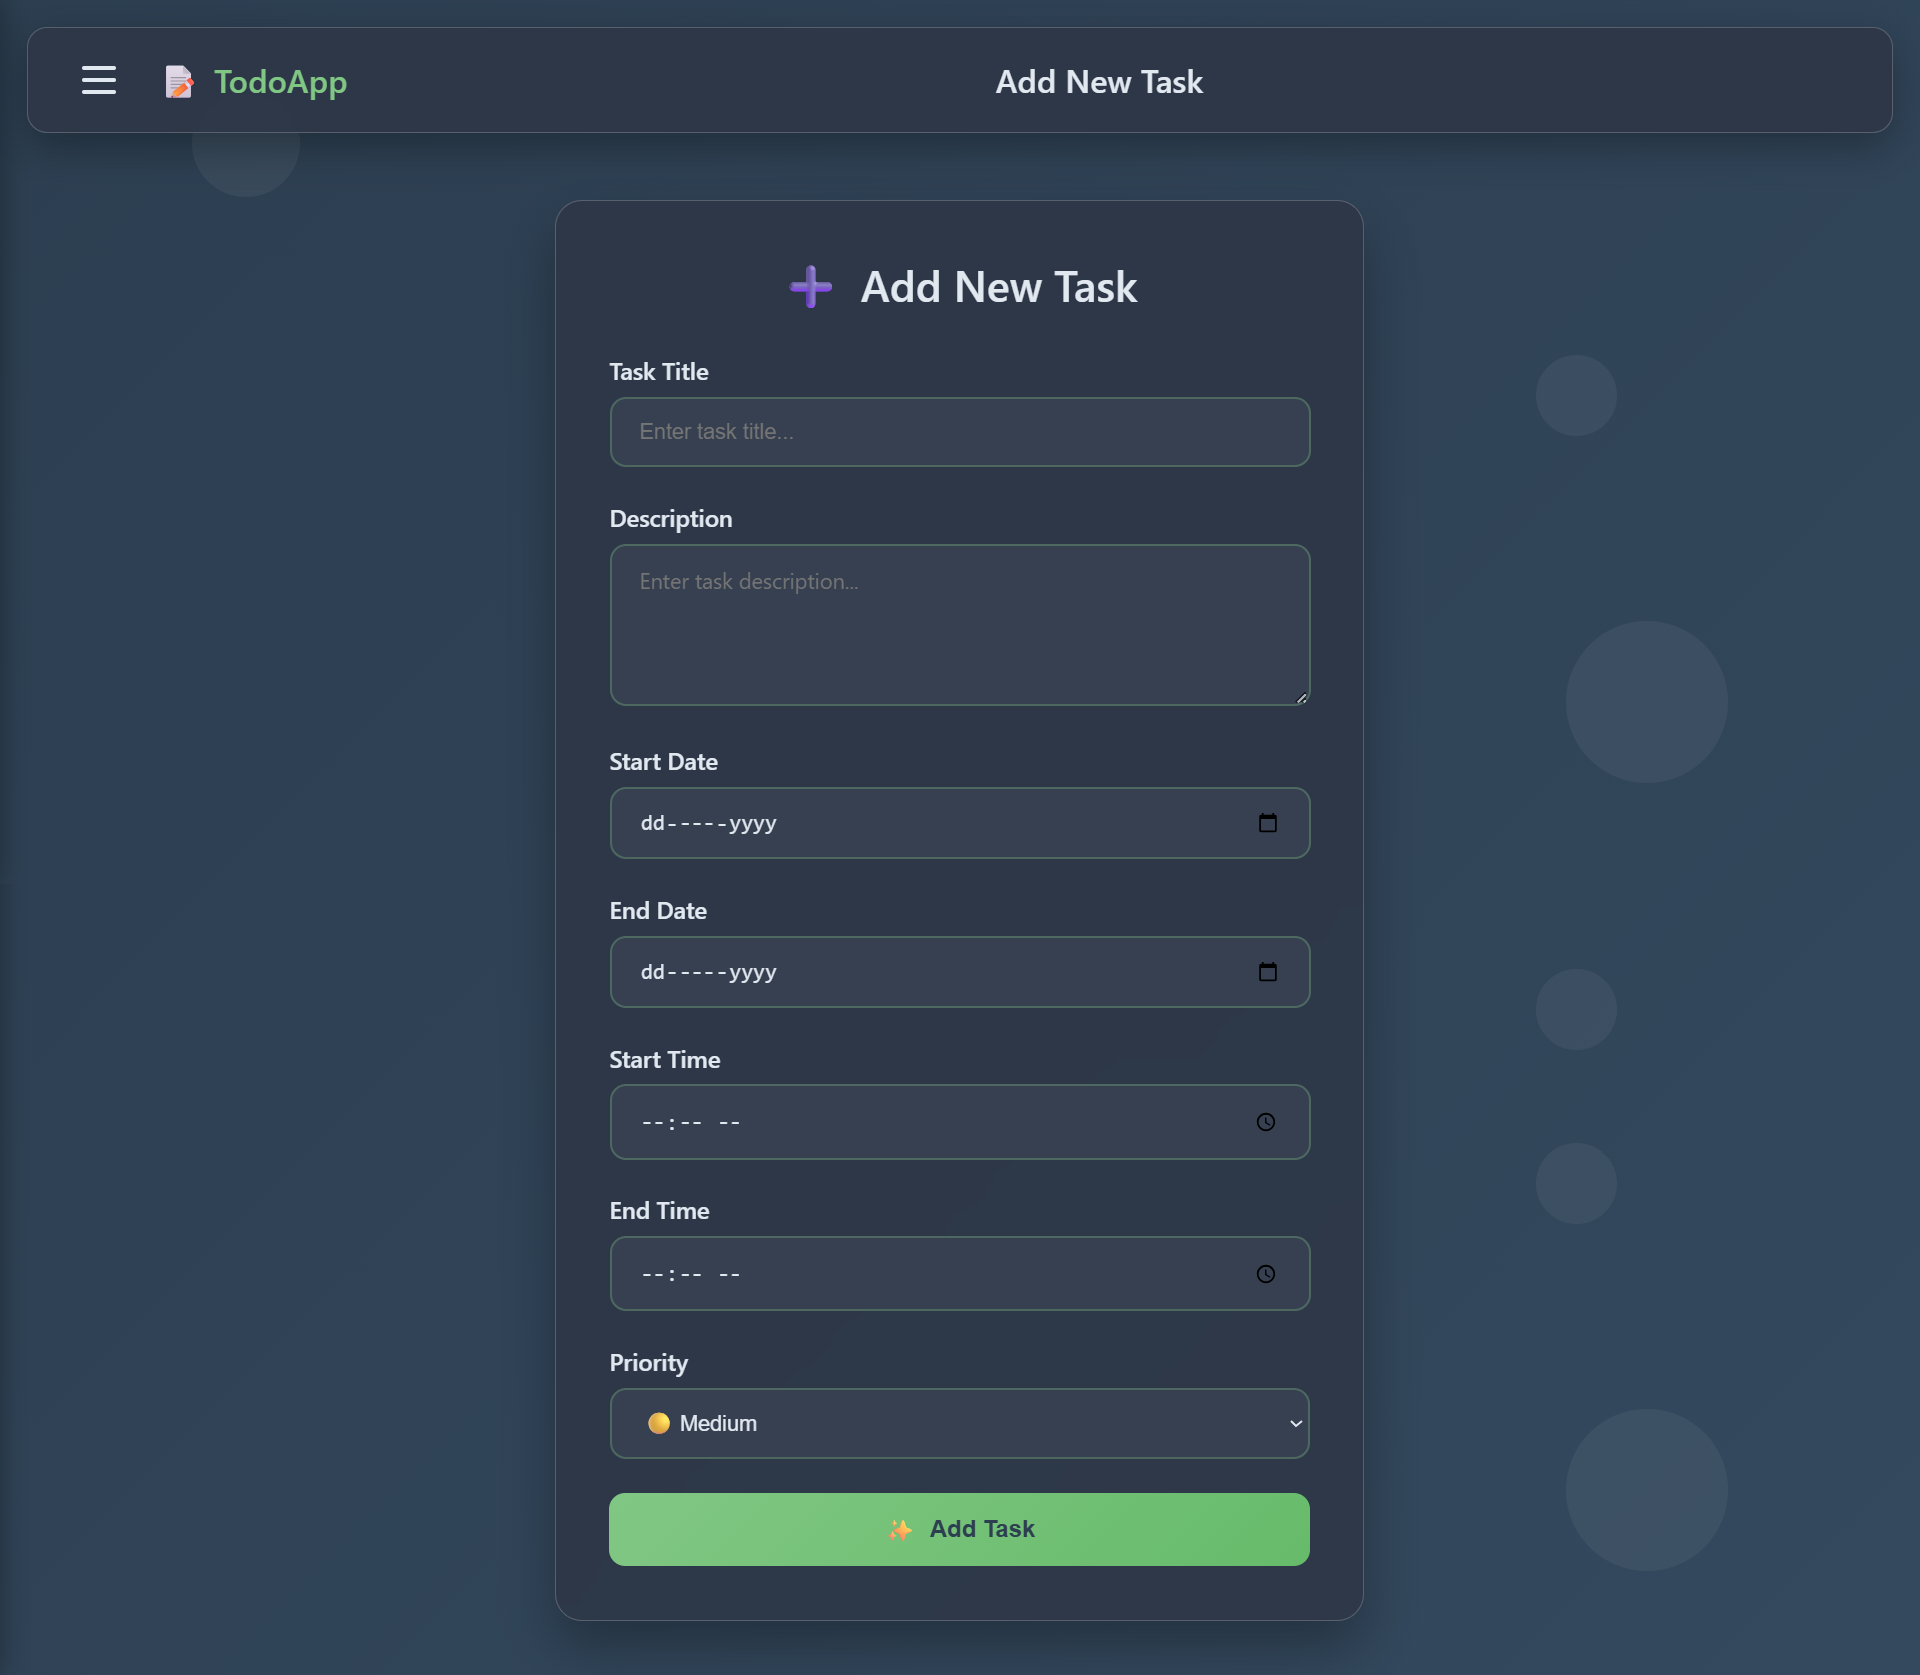 TodoApp
Add New Task
Add New Task
Task Title
Enter task title...
Description
Enter task description...
Start Date
dd-----yyyy
End Date
dd-----yyyy
Start Time
--:-- --
End Time
--:-- --
Priority
Medium
Add Task